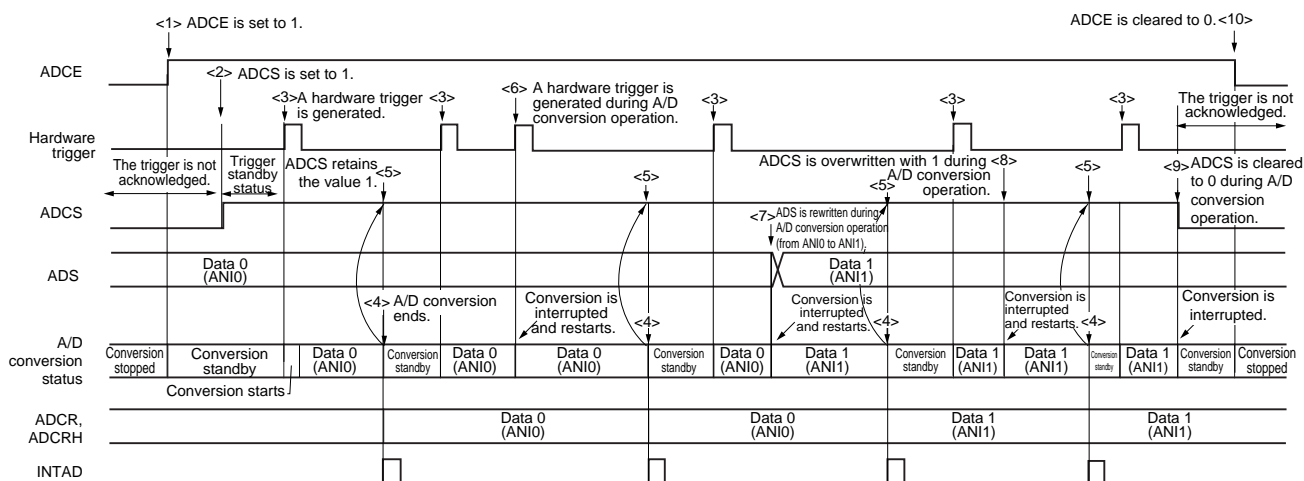 <1> ADCE is set to 1.
ADCE is cleared to 0.<10>
ADCE
<2> ADCS is set to 1.
<3> A hardware trigger
is generated.
<3>
<6> A hardware trigger is
generated during A/D
conversion operation.
<3>
<3>
<3>
The trigger is not
acknowledged.
Hardware
trigger
The trigger is not
acknowledged.
Trigger
standby
status
ADCS retains
the value 1.
<5>
<5>
ADCS is overwritten with 1 during <8>
A/D conversion
operation.
<5>
<5>
<9> ADCS is cleared
to 0 during A/D
conversion
operation.
ADCS
<7> ADS is rewritten during
A/D conversion operation
(from ANI0 to ANI1).
ADS
Data 0
(ANI0)
Data 1
(ANI1)
<4> A/D conversion
ends.
Conversion is
interrupted
and restarts.
<4>
Conversion is
interrupted
and restarts.
<4>
Conversion is
interrupted
and restarts.
<4>
Conversion is
interrupted.
A/D
conversion
status
Conversion
stopped
Conversion
standby
Data 0
(ANI0)
Conversion
standby
Data 0
(ANI0)
Data 0
(ANI0)
Conversion
standby
Data 0
(ANI0)
Data 1
(ANI1)
Conversion
standby
Data 1
(ANI1)
Data 1
(ANI1)
Conversion
standby
Data 1
(ANI1)
Conversion
standby
Conversion
stopped
Conversion starts
ADCR,
ADCRH
Data 0
(ANI0)
Data 0
(ANI0)
Data 1
(ANI1)
Data 1
(ANI1)
INTAD